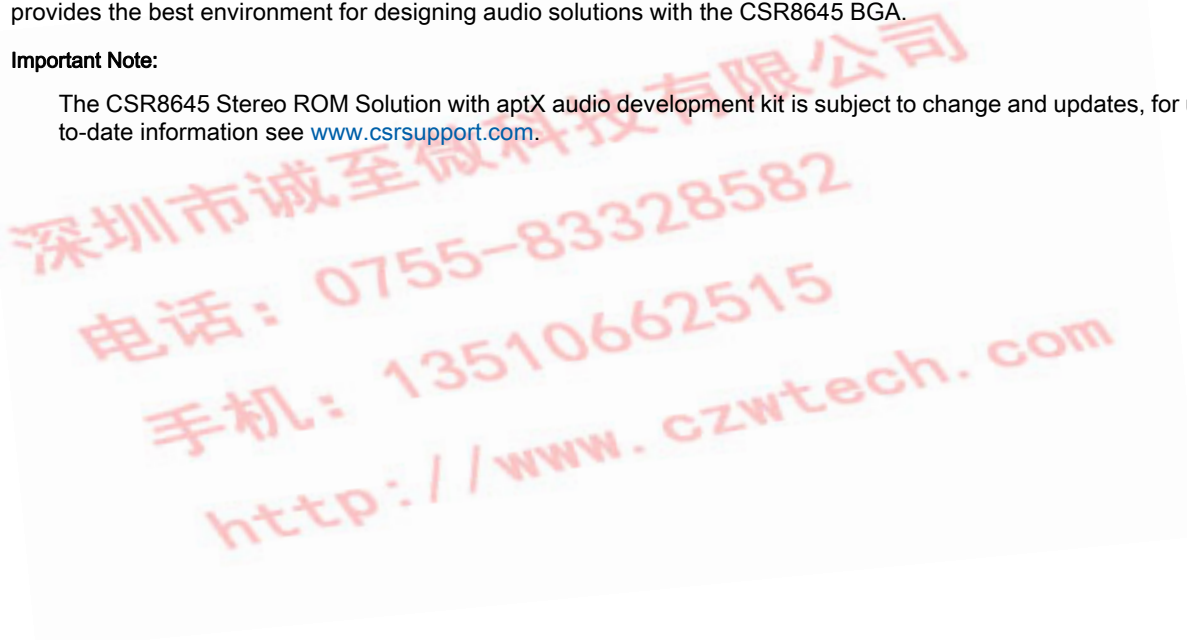 provides the best environment for designing audio solutions with the CSR8645 BGA.
Important Note:
The CSR8645 Stereo ROM Solution with aptX audio development kit is subject to change and updates, for
to-date information see www.csrsupport.com.
深圳市诚至微科技有限公司
电话：0755-83328582
手机：13510662515
http://www.czwtech.com